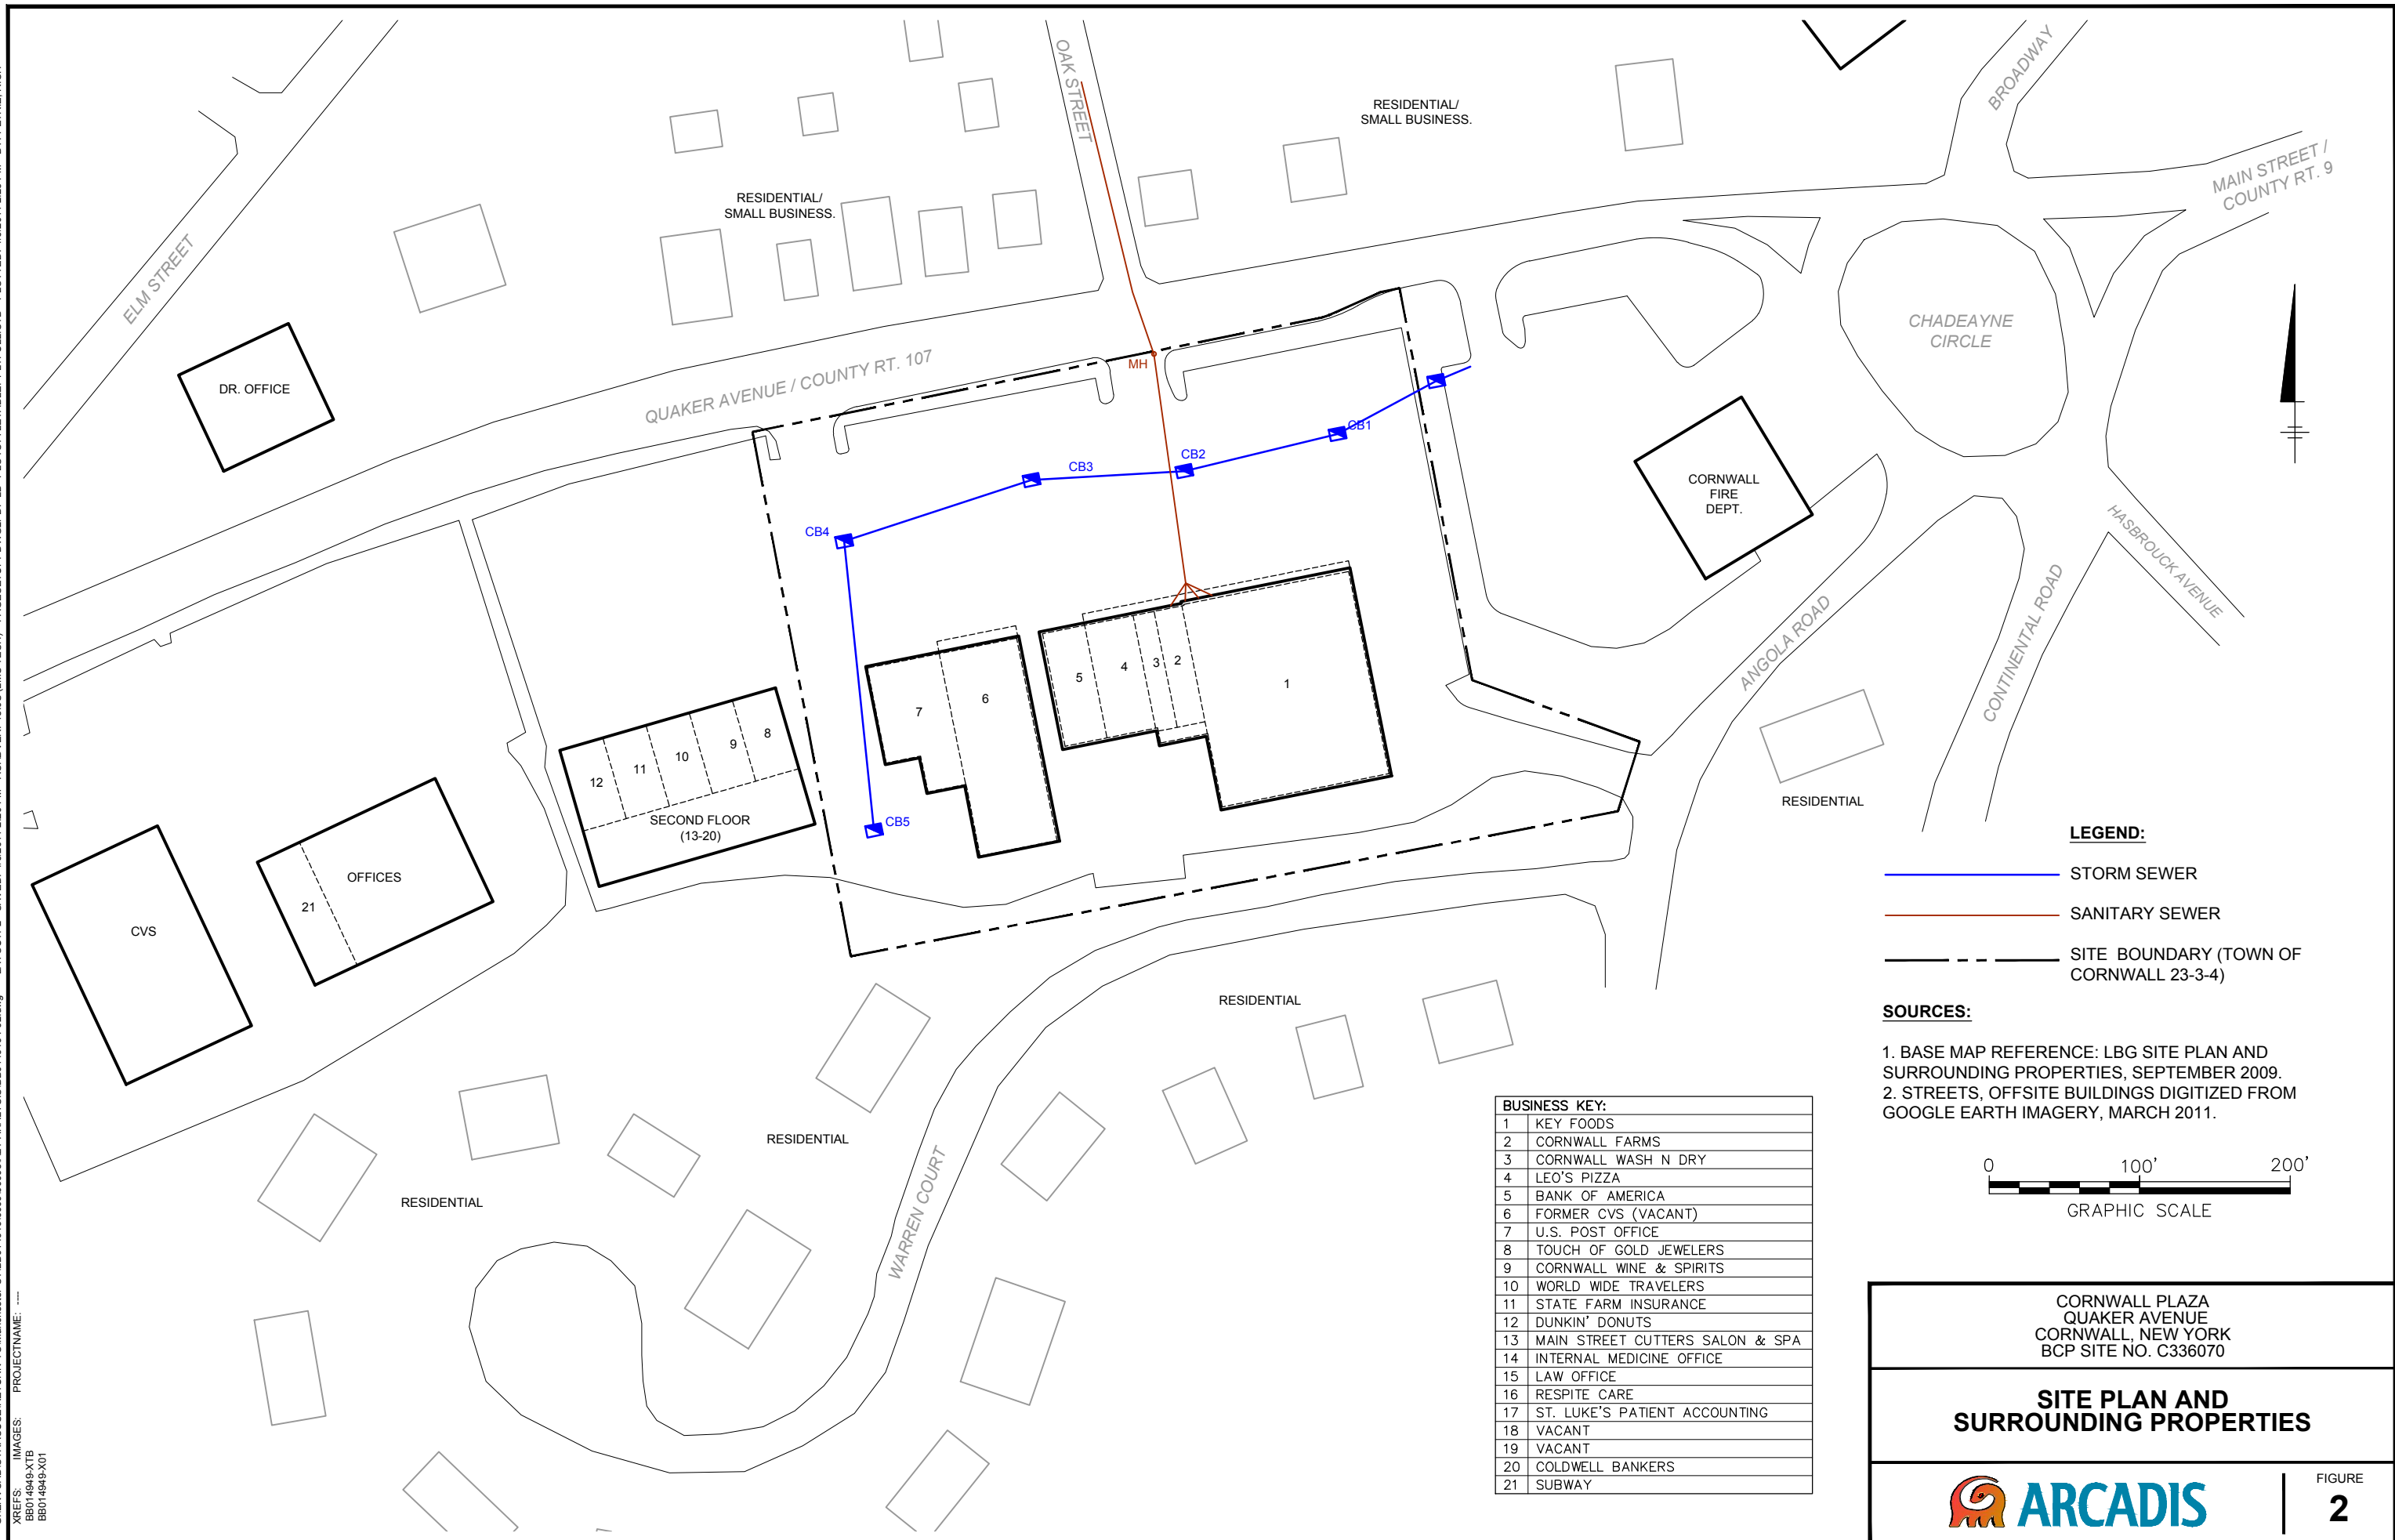 OAK STREET
BROADWAY
RESIDENTIAL/
SMALL BUSINESS.
MAIN STREET /
COUNTY RT. 9
RESIDENTIAL/
SMALL BUSINESS.
ELM STREET
CHADEAYNE
CIRCLE
DR. OFFICE
QUAKER AVENUE / COUNTY RT. 107
MH
CB1
CB2
CB3
CB4
CB5
CORNWALL
FIRE
DEPT.
HASBROUCK AVENUE
ANGOLA ROAD
CONTINENTAL ROAD
1
2
3
4
5
6
7
8
9
10
11
12
SECOND FLOOR
(13-20)
OFFICES
21
CVS
RESIDENTIAL
RESIDENTIAL
RESIDENTIAL
RESIDENTIAL
WARREN COURT
LEGEND:
STORM SEWER
SANITARY SEWER
SITE BOUNDARY (TOWN OF
CORNWALL 23-3-4)
SOURCES:
1. BASE MAP REFERENCE: LBG SITE PLAN AND
SURROUNDING PROPERTIES, SEPTEMBER 2009.
2. STREETS, OFFSITE BUILDINGS DIGITIZED FROM
GOOGLE EARTH IMAGERY, MARCH 2011.
0 100' 200'
GRAPHIC SCALE
BUSINESS KEY:
1 KEY FOODS
2 CORNWALL FARMS
3 CORNWALL WASH N DRY
4 LEO'S PIZZA
5 BANK OF AMERICA
6 FORMER CVS (VACANT)
7 U.S. POST OFFICE
8 TOUCH OF GOLD JEWELERS
9 CORNWALL WINE & SPIRITS
10 WORLD WIDE TRAVELERS
11 STATE FARM INSURANCE
12 DUNKIN' DONUTS
13 MAIN STREET CUTTERS SALON & SPA
14 INTERNAL MEDICINE OFFICE
15 LAW OFFICE
16 RESPITE CARE
17 ST. LUKE'S PATIENT ACCOUNTING
18 VACANT
19 VACANT
20 COLDWELL BANKERS
21 SUBWAY
CORNWALL PLAZA
QUAKER AVENUE
CORNWALL, NEW YORK
BCP SITE NO. C336070
SITE PLAN AND
SURROUNDING PROPERTIES
ARCADIS
FIGURE
2
XREFS: IMAGES: PROJECTNAME: ----
BB014949-XTB
BB014949-X01